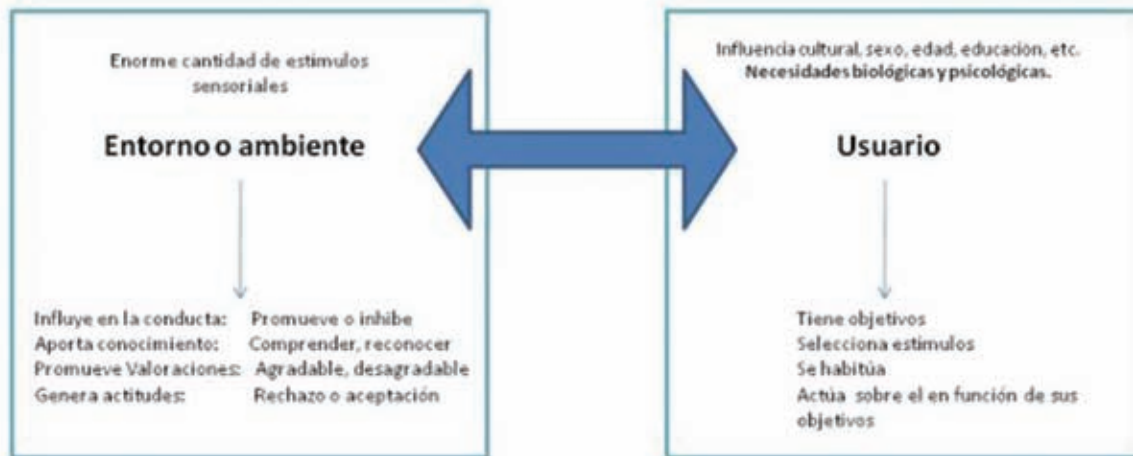 Enorme cantidad de estimulos
sensoriales
Entorno o ambiente
Influye en la conducta: Promueve o inhibe
Aporta conocimiento: Comprender, reconocer
Promueve Valoraciones: Agradable, desagradable
Genera actitudes: Rechazo o aceptación
Influencia cultural, sexo, edad, educacion, etc.
Necesidades biológicas y psicológicas.
Usuario
Tiene objetivos
Selecciona estimulos
Se habitúa
Actúa sobre el en función de sus
objetivos